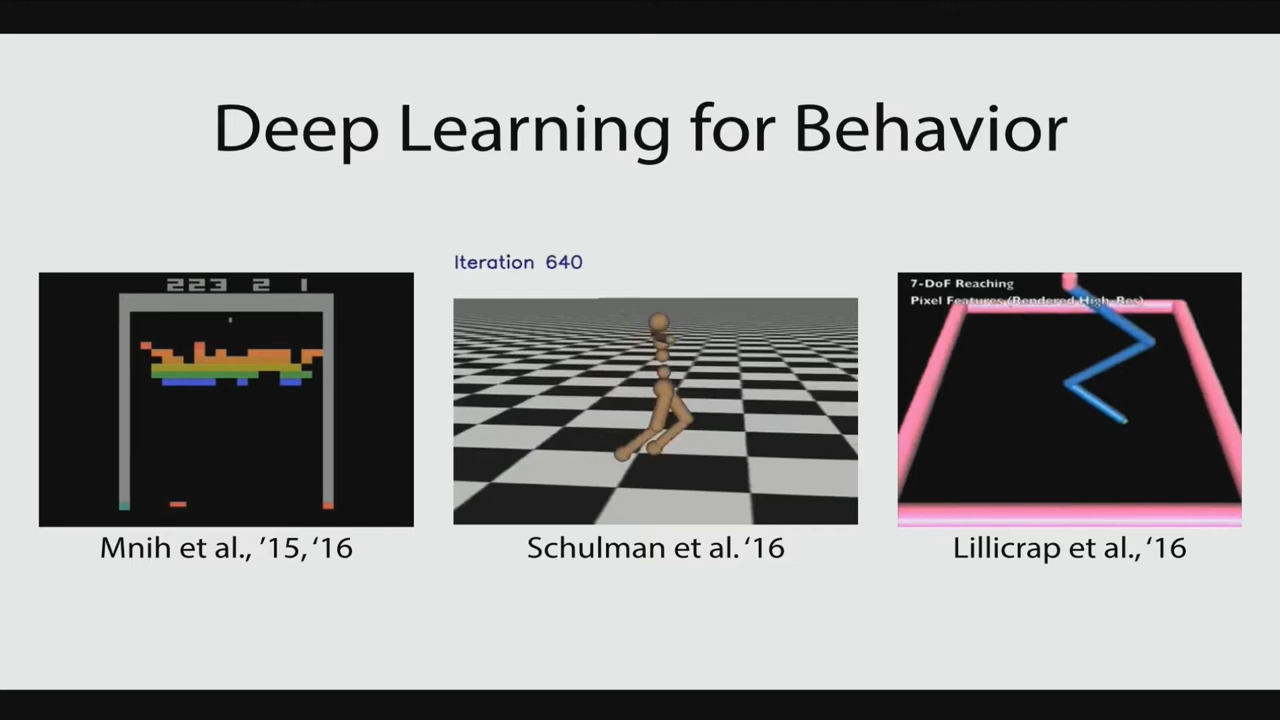 Deep Learning for Behavior
Iteration 640
223 2 1
7-DoF Reaching
Pixel Features (Rendered High-Res)
Mnih et al., ’15, ‘16
Schulman et al. ‘16
Lillicrap et al., ‘16